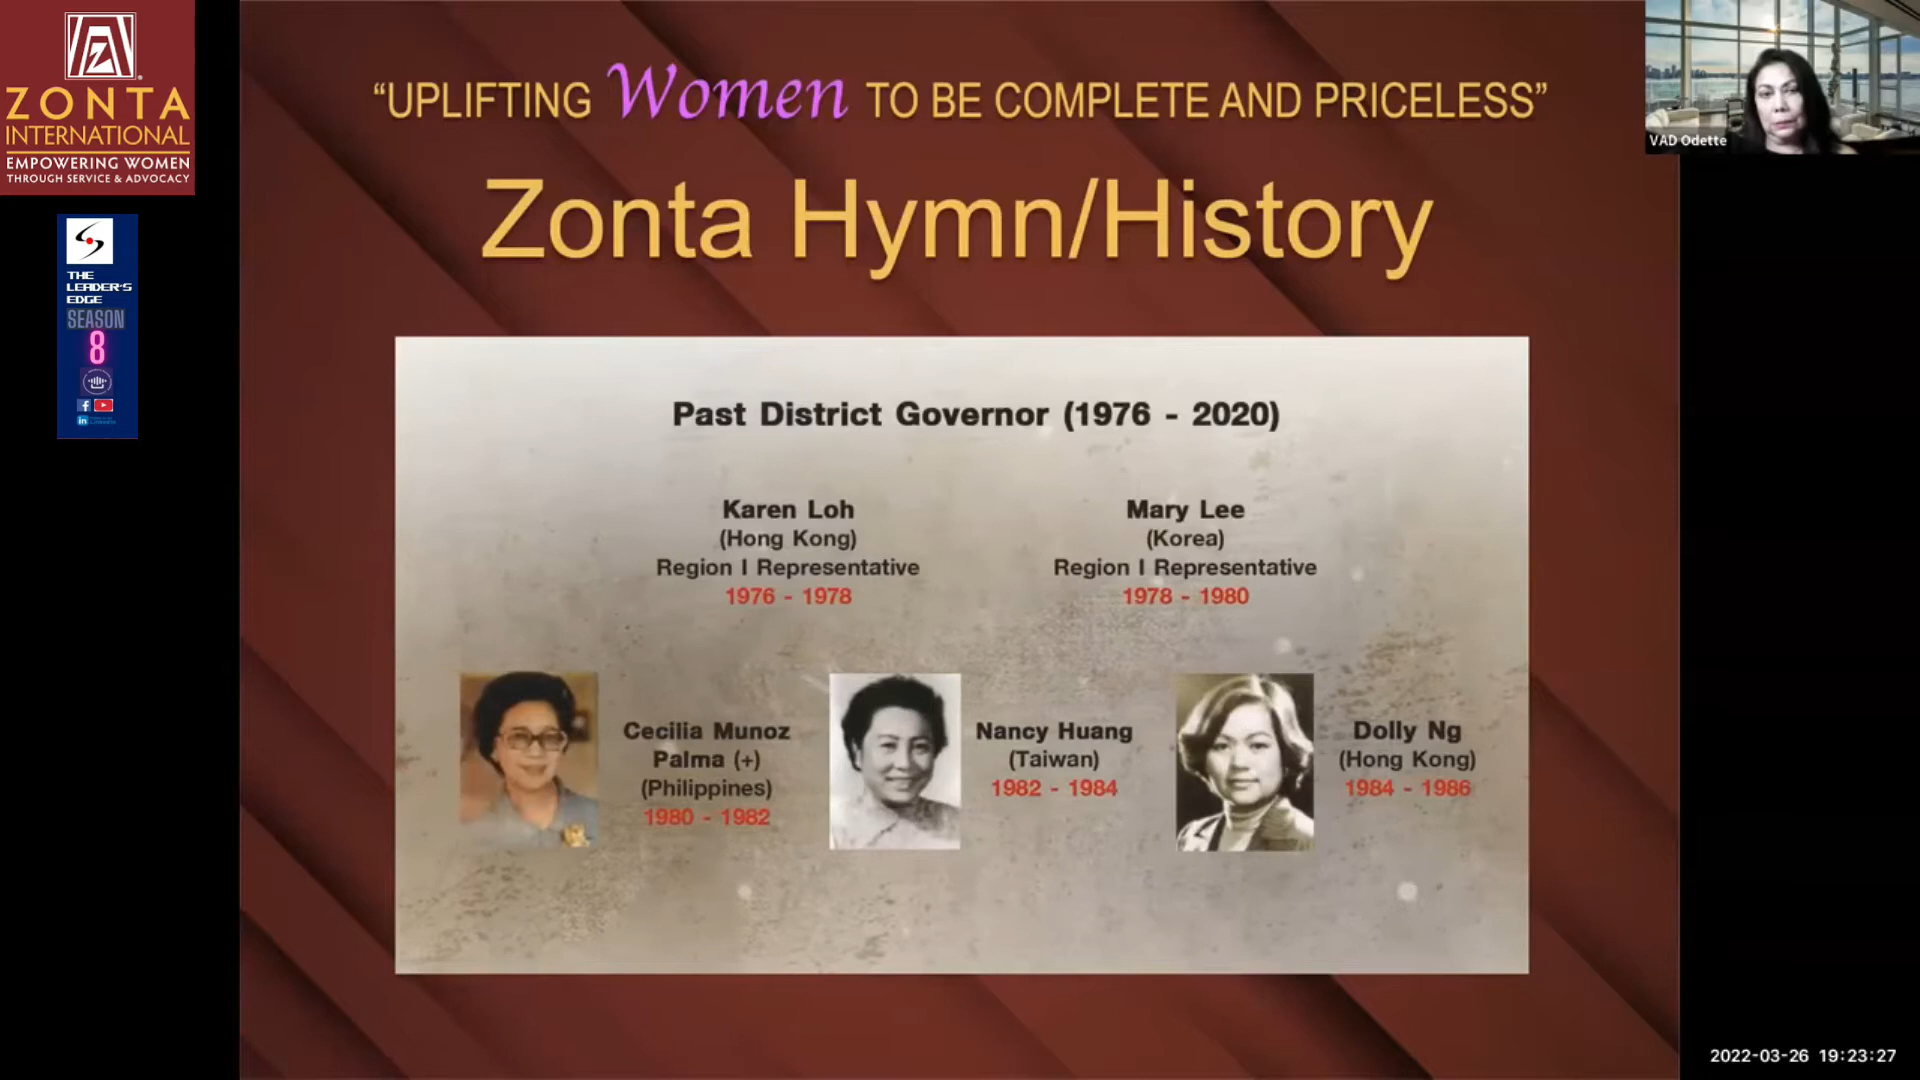 ZONTA
INTERNATIONAL
EMPOWERING WOMEN
THROUGH SERVICE & ADVOCACY
THE
LEADER'S
EDGE
SEASON
8
"UPLIFTING Women TO BE COMPLETE AND PRICELESS"
Zonta Hymn/History
VAD Odette
Past District Governor (1976 - 2020)
Karen Loh
(Hong Kong)
Region I Representative
1976 - 1978
Mary Lee
(Korea)
Region I Representative
1978 - 1980
Cecilia Munoz
Palma (+)
(Philippines)
1980 - 1982
Nancy Huang
(Taiwan)
1982 - 1984
Dolly Ng
(Hong Kong)
1984 - 1986
2022-03-26 19:23:27